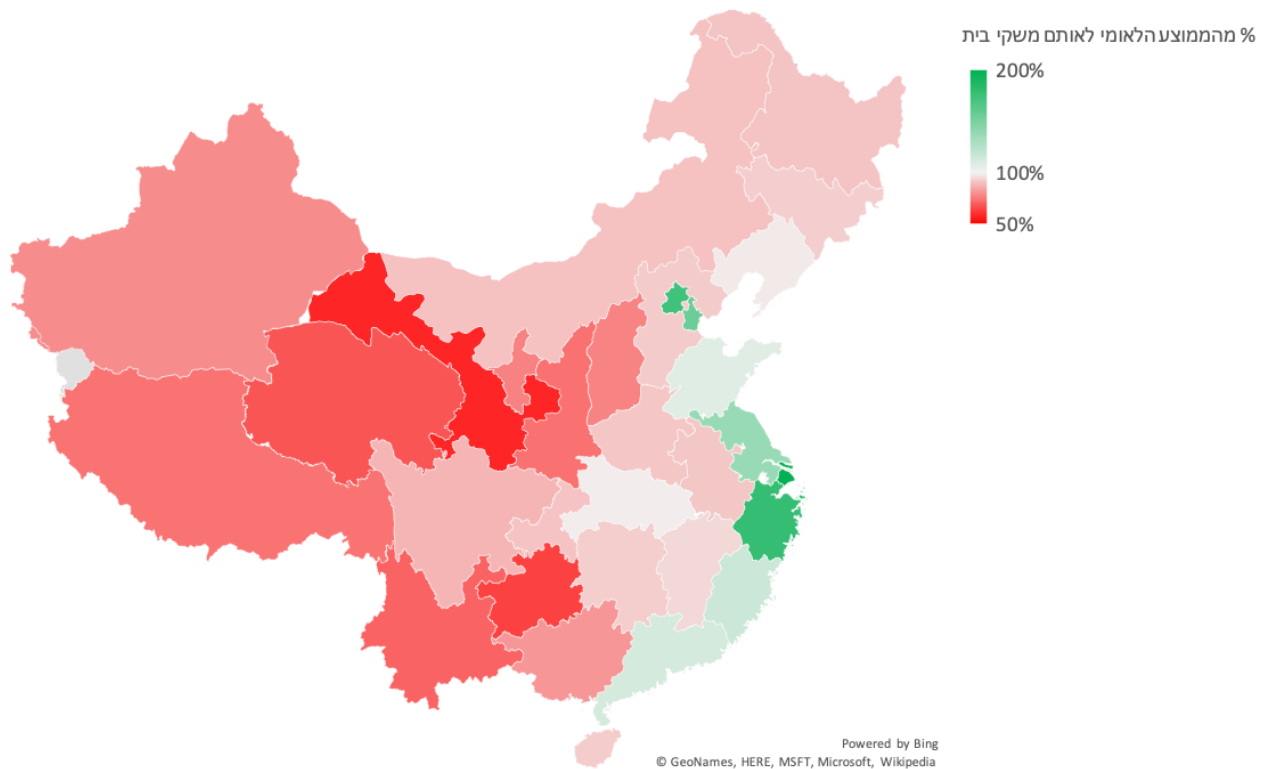 % מהממוצע הלאומי לאותם משקי בית
200%
100%
50%
Powered by Bing
© GeoNames, HERE, MSFT, Microsoft, Wikipedia